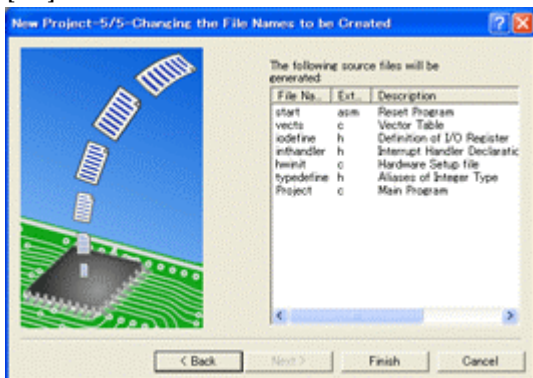 New Project-5/5-Changing the File Names to be Created
The following source files will be
generated:
File Na... Ext... Description
start asm Reset Program
vects c Vector Table
iodefine h Definition of I/O Register
inthandler h Interrupt Handler Declaratic
hwinit c Hardware Setup file
typedefine h Aliases of Integer Type
Project c Main Program
< Back Next > Finish Cancel